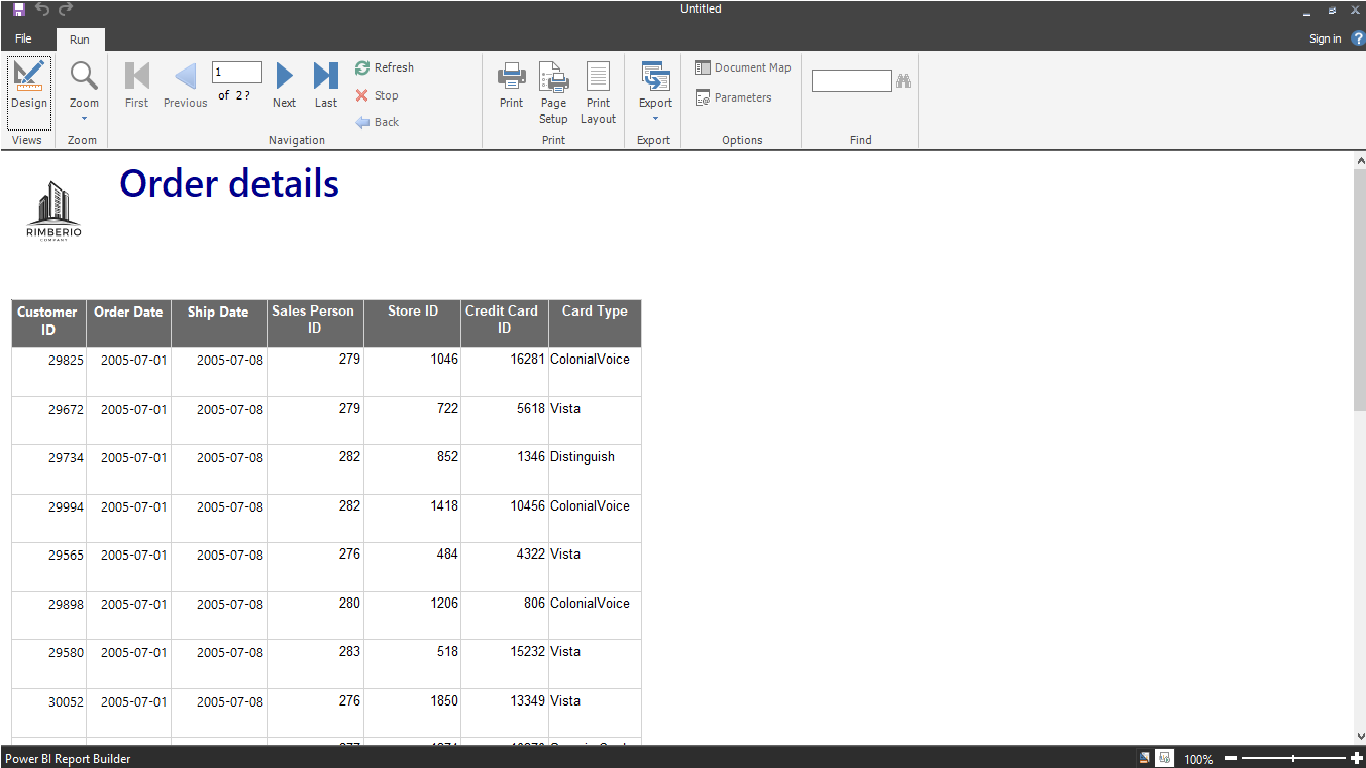 Untitled
File Run Sign in ?
Design Zoom First Previous 1 of 2? Next Last Refresh Stop Back Print Page Setup Print Layout Export Document Map Parameters
Views Zoom Navigation Print Export Options Find
RIMBERIO
COMPANY
Order details
Customer ID Order Date Ship Date Sales Person ID Store ID Credit Card ID Card Type
29825 2005-07-01 2005-07-08 279 1046 16281 ColonialVoice
29672 2005-07-01 2005-07-08 279 722 5618 Vista
29734 2005-07-01 2005-07-08 282 852 1346 Distinguish
29994 2005-07-01 2005-07-08 282 1418 10456 ColonialVoice
29565 2005-07-01 2005-07-08 276 484 4322 Vista
29898 2005-07-01 2005-07-08 280 1206 806 ColonialVoice
29580 2005-07-01 2005-07-08 283 518 15232 Vista
30052 2005-07-01 2005-07-08 276 1850 13349 Vista
Power BI Report Builder 100%